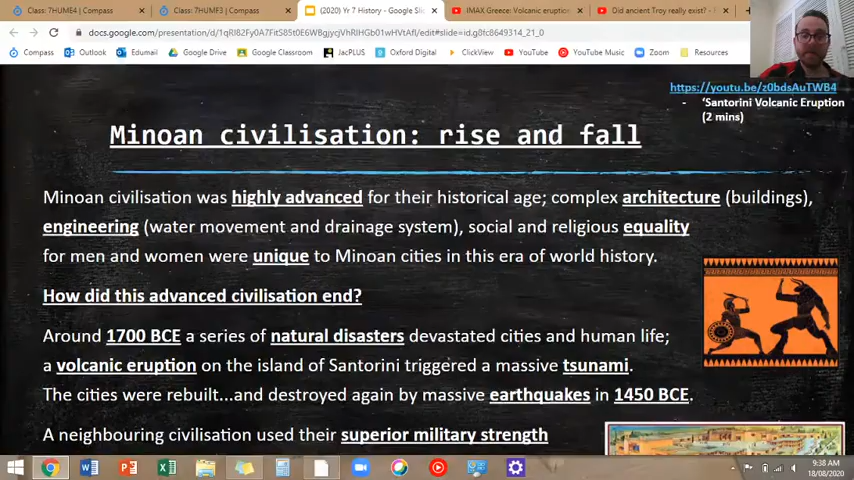 Class: 7HUME4 | Compass
Class: 7HUMF3 | Compass
(2020) Yr 7 History - Google Sli
IMAX Greece: Volcanic eruption
Did ancient Troy really exist? -
docs.google.com/presentation/d/1qRI82Fy0A7FitS85t0E6WBgjycjVhRIHGb01wHVtAfI/edit#slide=id.g8fc8649314_21_0
Compass
Outlook
Edumail
Google Drive
Google Classroom
JacPLUS
Oxford Digital
ClickView
YouTube
YouTube Music
Zoom
Resources
https://youtu.be/z0bdsAuTWB4
- ‘Santorini Volcanic Eruption
(2 mins)
Minoan civilisation: rise and fall
Minoan civilisation was highly advanced for their historical age; complex architecture (buildings),
engineering (water movement and drainage system), social and religious equality
for men and women were unique to Minoan cities in this era of world history.
How did this advanced civilisation end?
Around 1700 BCE a series of natural disasters devastated cities and human life;
a volcanic eruption on the island of Santorini triggered a massive tsunami.
The cities were rebuilt...and destroyed again by massive earthquakes in 1450 BCE.
A neighbouring civilisation used their superior military strength
9:38 AM
18/08/2020